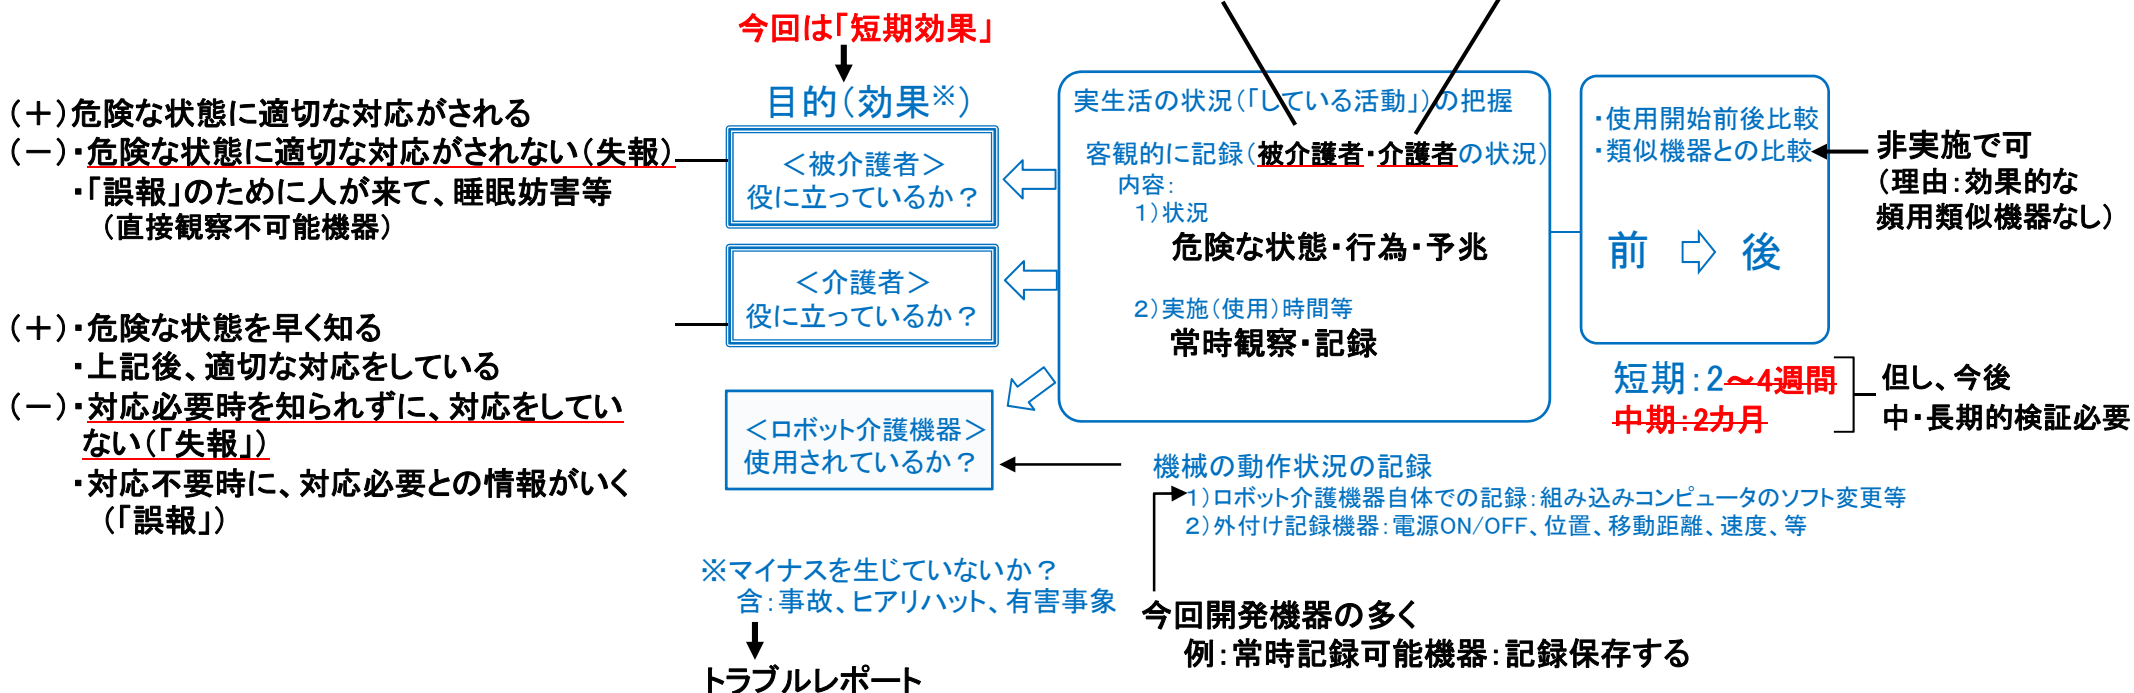 今回は「短期効果」
目的(効果※)
(＋)危険な状態に適切な対応がされる
(－)・危険な状態に適切な対応がされない(失報)
・「誤報」のために人が来て、睡眠妨害等
(直接観察不可能機器)
(＋)・危険な状態を早く知る
・上記後、適切な対応をしている
(－)・対応必要時を知られずに、対応をしてい
ない(「失報」)
・対応不要時に、対応必要との情報がいく
(「誤報」)
＜被介護者＞
役に立っているか？
＜介護者＞
役に立っているか？
＜ロボット介護機器＞
使用されているか？
※マイナスを生じていないか？
含：事故、ヒアリハット、有害事象
トラブルレポート
実生活の状況(「している活動」)の把握
客観的に記録(被介護者・介護者の状況)
内容：
1)状況
危険な状態・行為・予兆
2)実施(使用)時間等
常時観察・記録
機械の動作状況の記録
1)ロボット介護機器自体での記録：組み込みコンピュータのソフト変更等
2)外付け記録機器：電源ON/OFF、位置、移動距離、速度、等
今回開発機器の多く
例：常時記録可能機器：記録保存する
・使用開始前後比較
・類似機器との比較
前 後
非実施で可
(理由：効果的な
頻用類似機器なし)
短期：2～4週間
中期：2カ月
但し、今後
中・長期的検証必要